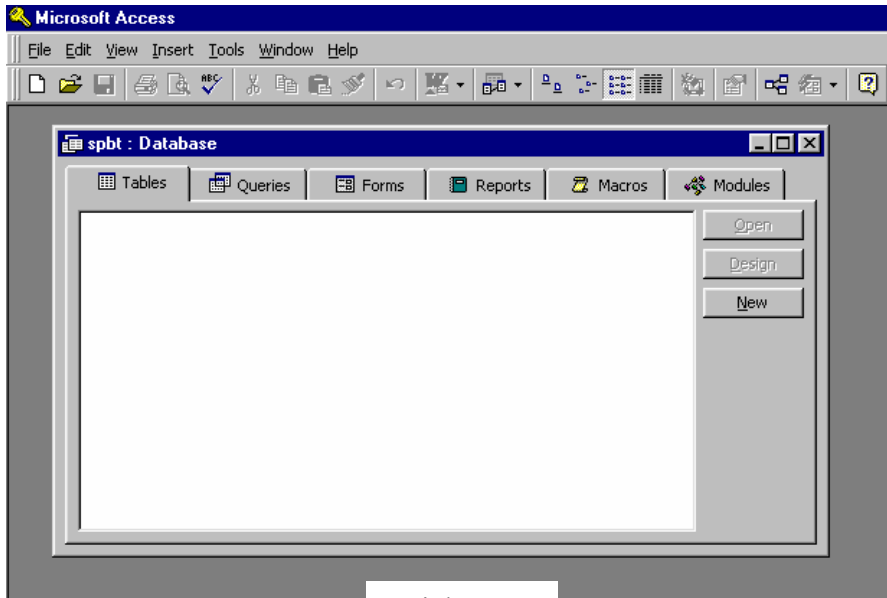 Microsoft Access
File Edit View Insert Tools Window Help
ABC
spbt : Database
Tables Queries Forms Reports Macros Modules
Open
Design
New